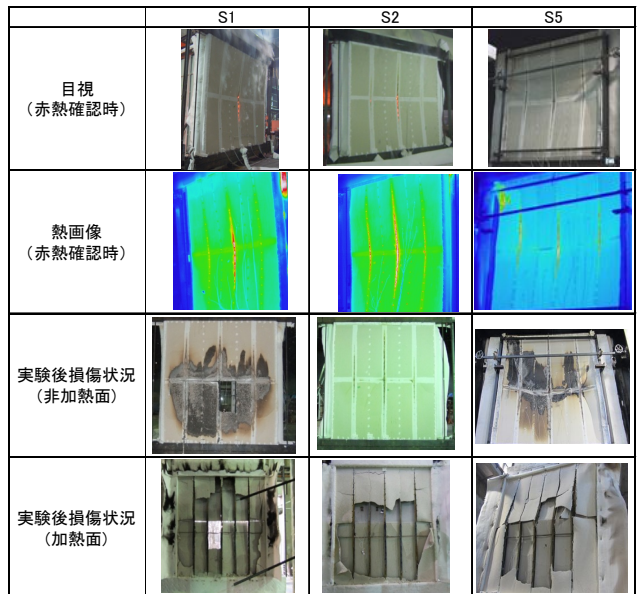 S1
S2
S5
目視
(赤熱確認時)
熱画像
(赤熱確認時)
実験後損傷状況
(非加熱面)
実験後損傷状況
(加熱面)